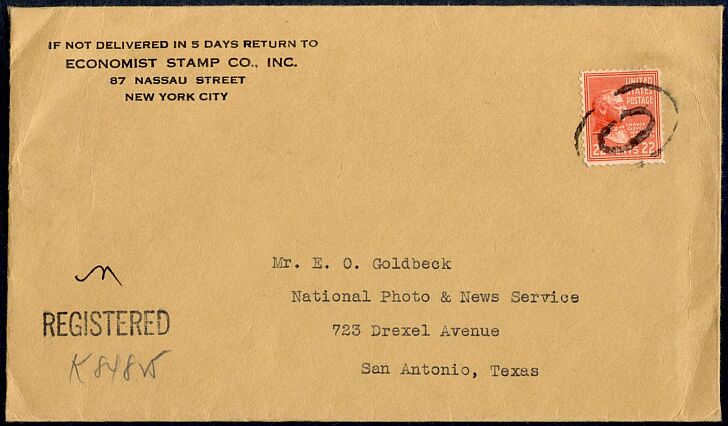 IF NOT DELIVERED IN 5 DAYS RETURN TO
ECONOMIST STAMP CO., INC.
87 NASSAU STREET
NEW YORK CITY
UNITED
STATES
POSTAGE
22
Mr. E. O. Goldbeck
National Photo & News Service
723 Drexel Avenue
San Antonio, Texas
REGISTERED